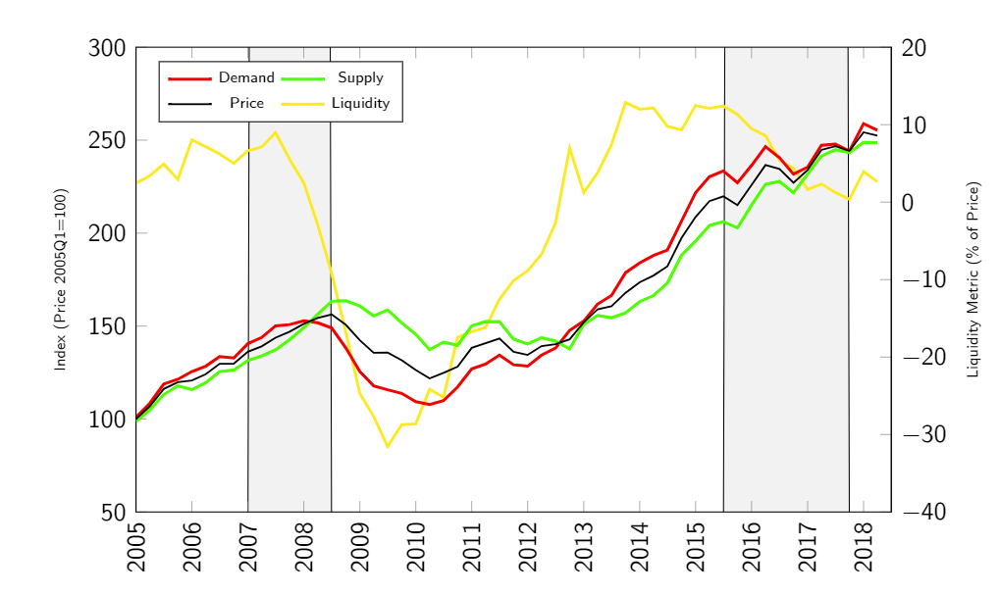 300
250
200
150
100
50
20
10
0
−10
−20
−30
−40
Demand Supply
Price Liquidity
Index (Price 2005Q1=100)
Liquidity Metric (% of Price)
2005 2006 2007 2008 2009 2010 2011 2012 2013 2014 2015 2016 2017 2018